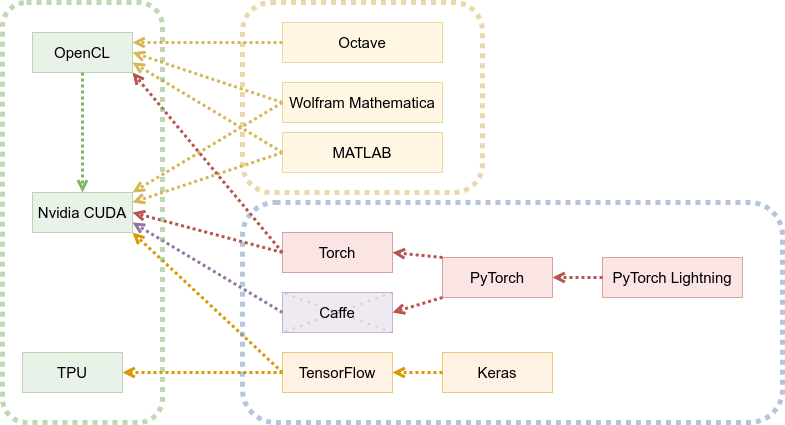 OpenCL
Octave
Wolfram Mathematica
MATLAB
Nvidia CUDA
Torch
PyTorch
PyTorch Lightning
Caffe
TPU
TensorFlow
Keras